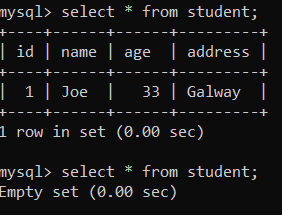 mysql> select * from student;
+----+------+------+---------+
| id | name | age | address |
+----+------+------+---------+
| 1 | Joe | 33 | Galway |
+----+------+------+---------+
1 row in set (0.00 sec)
mysql> select * from student;
Empty set (0.00 sec)